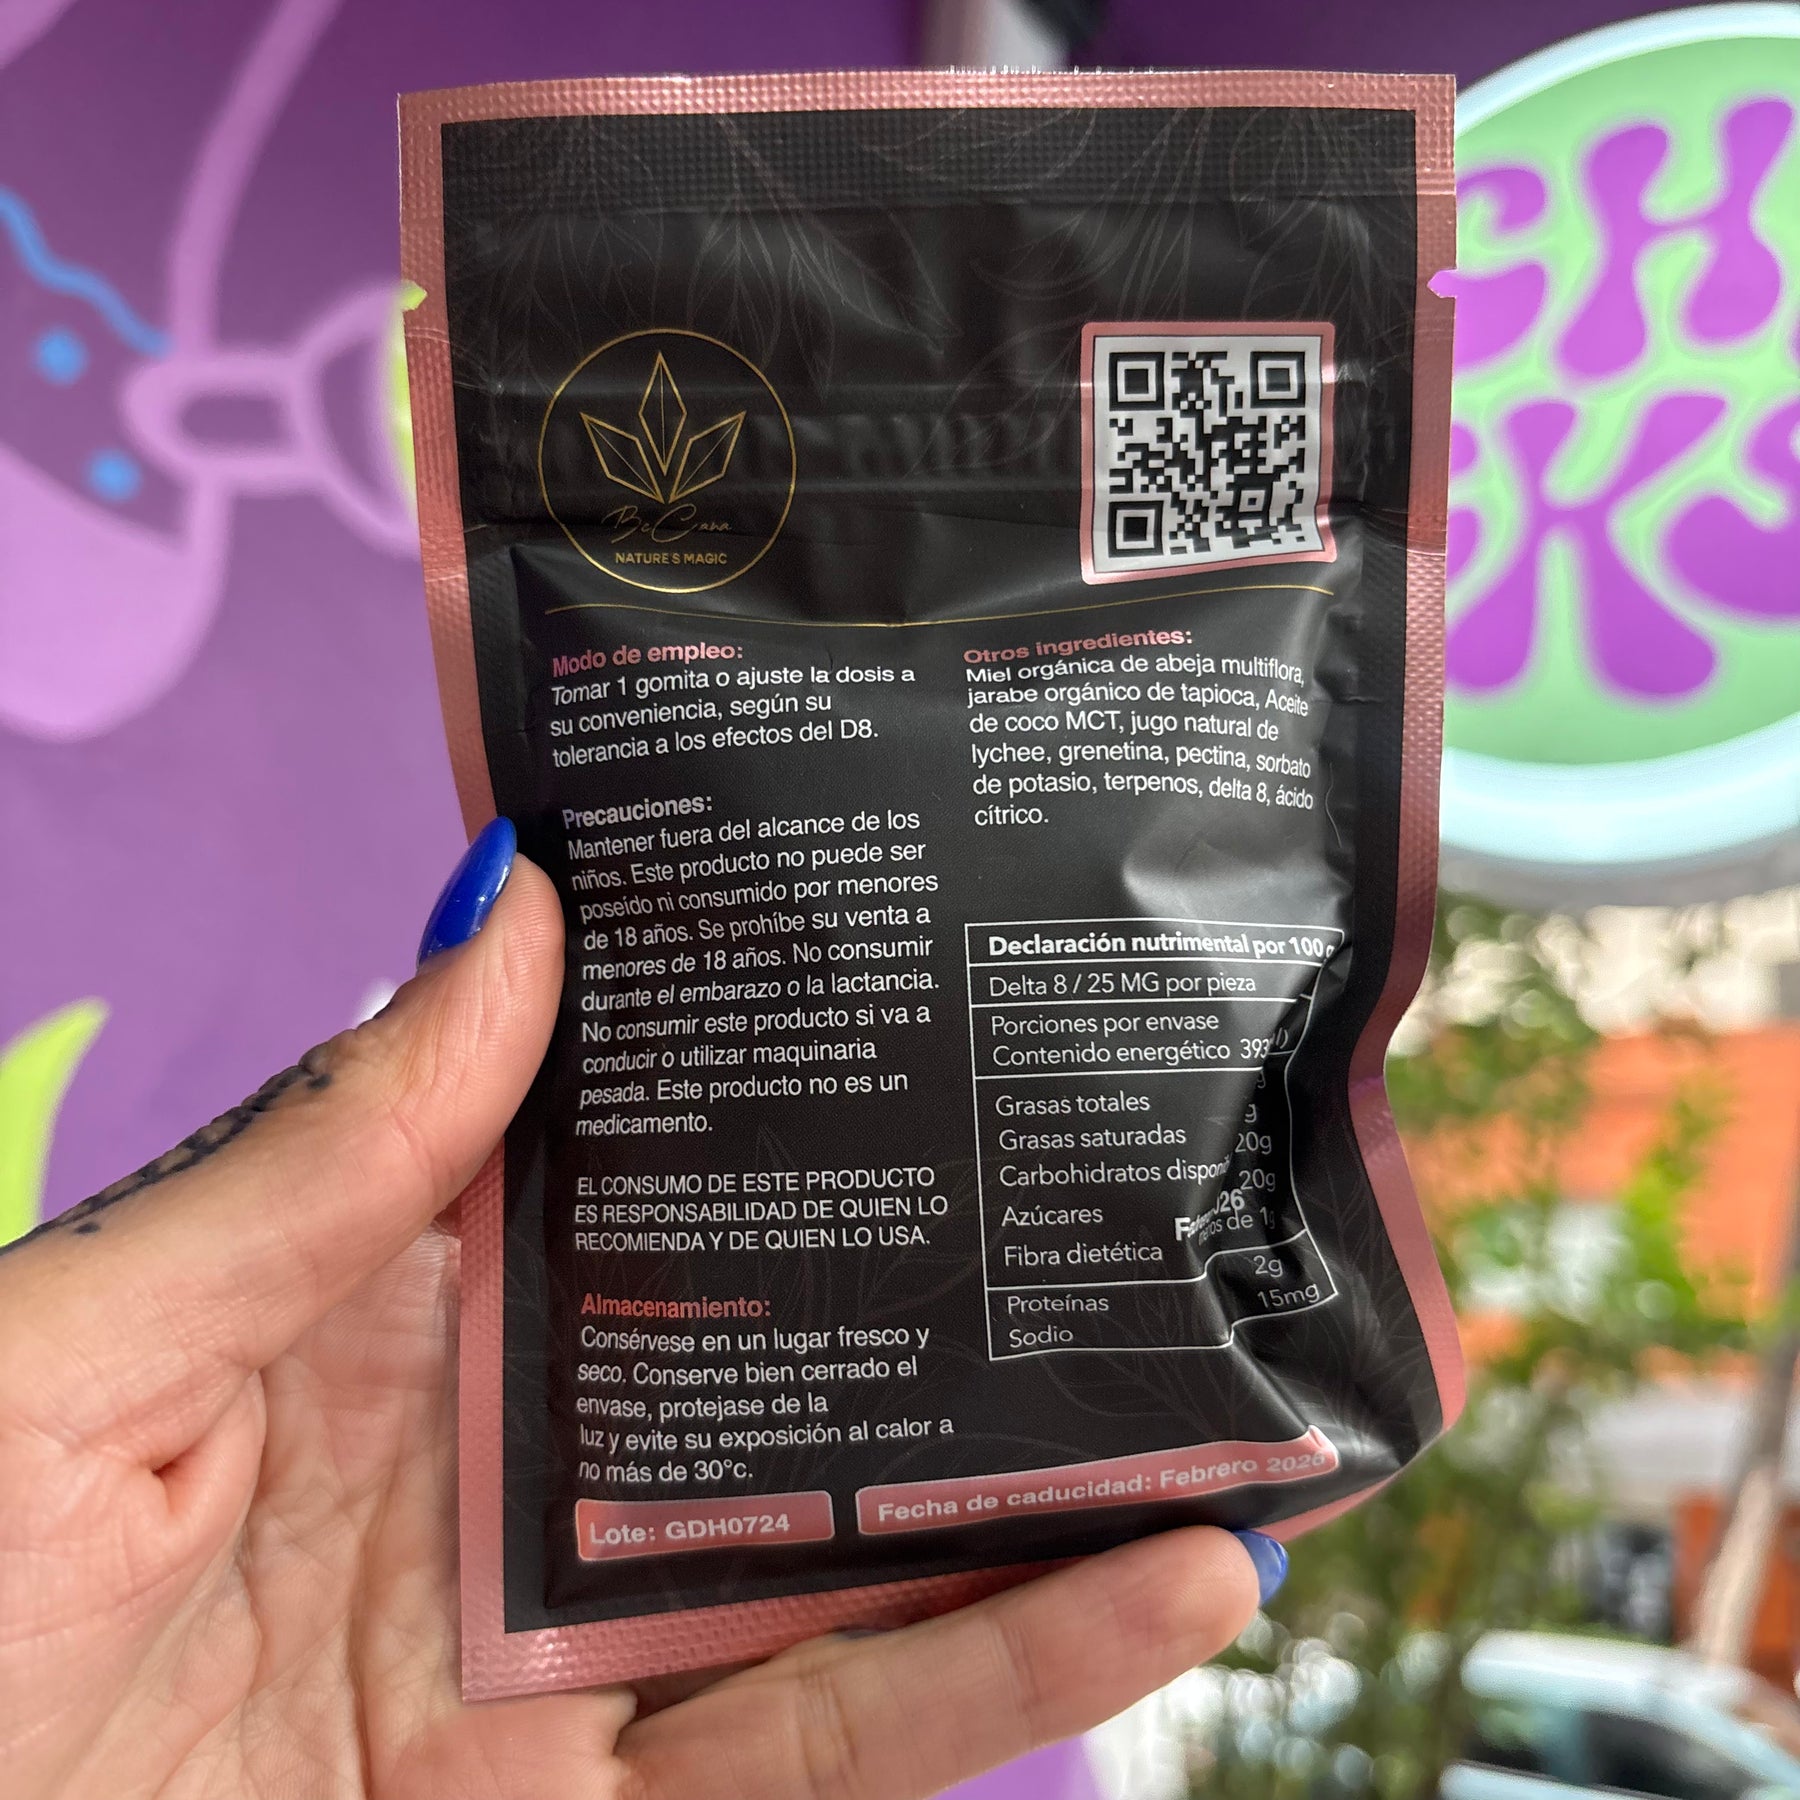 BeCana
NATURE'S MAGIC
Modo de empleo:
Tomar 1 gomita o ajuste la dosis a
su conveniencia, según su
tolerancia a los efectos del D8.
Precauciones:
Mantener fuera del alcance de los
niños. Este producto no puede ser
poseído ni consumido por menores
de 18 años. Se prohíbe su venta a
menores de 18 años. No consumir
durante el embarazo o la lactancia.
No consumir este producto si va a
conducir o utilizar maquinaria
pesada. Este producto no es un
medicamento.
EL CONSUMO DE ESTE PRODUCTO
ES RESPONSABILIDAD DE QUIEN LO
RECOMIENDA Y DE QUIEN LO USA.
Almacenamiento:
Consérvese en un lugar fresco y
seco. Conserve bien cerrado el
envase, protejase de la
luz y evite su exposición al calor a
no más de 30°c.
Lote: GDH0724
Otros ingredientes:
Miel orgánica de abeja multiflora,
jarabe orgánico de tapioca, Aceite
de coco MCT, jugo natural de
lychee, grenetina, pectina, sorbato
de potasio, terpenos, delta 8, ácido
cítrico.
Declaración nutrimental por 100 g
Delta 8 / 25 MG por pieza
Porciones por envase
Contenido energético 393
Grasas totales g
Grasas saturadas 20g
Carbohidratos 20g
Azúcares de 1g
Fibra dietética
Proteínas 2g
Sodio 15mg
Fecha de caducidad: Febrero 2026